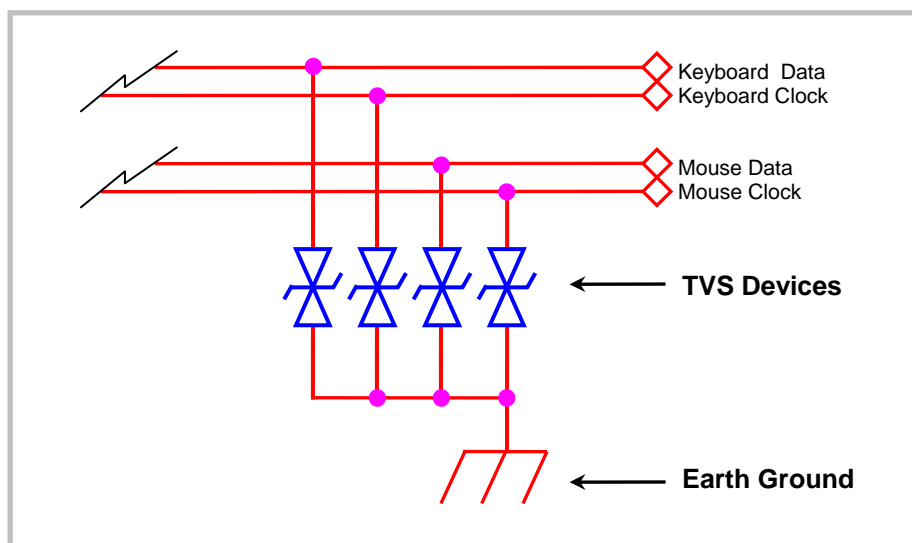 Keyboard  Data
Keyboard Clock
Mouse Data
Mouse Clock
TVS Devices
Earth Ground